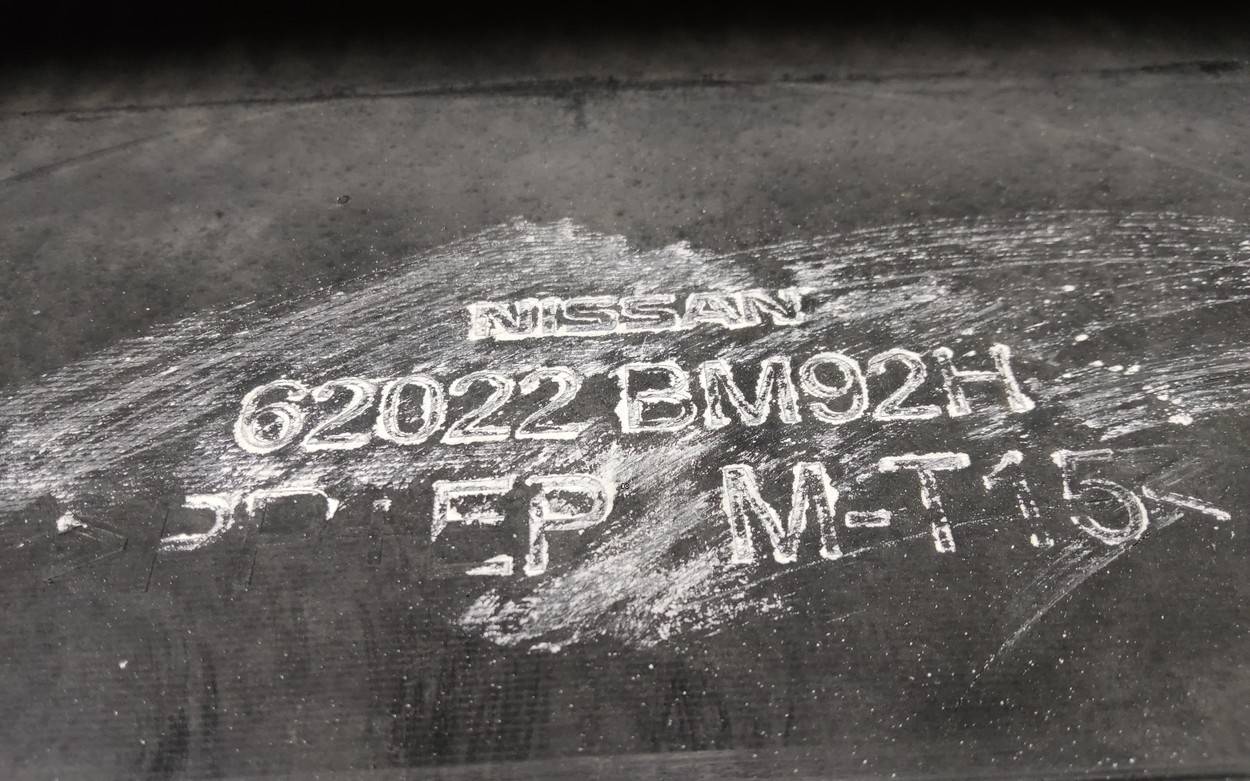 NISSAN
62022 BM92H
EP M-T15<